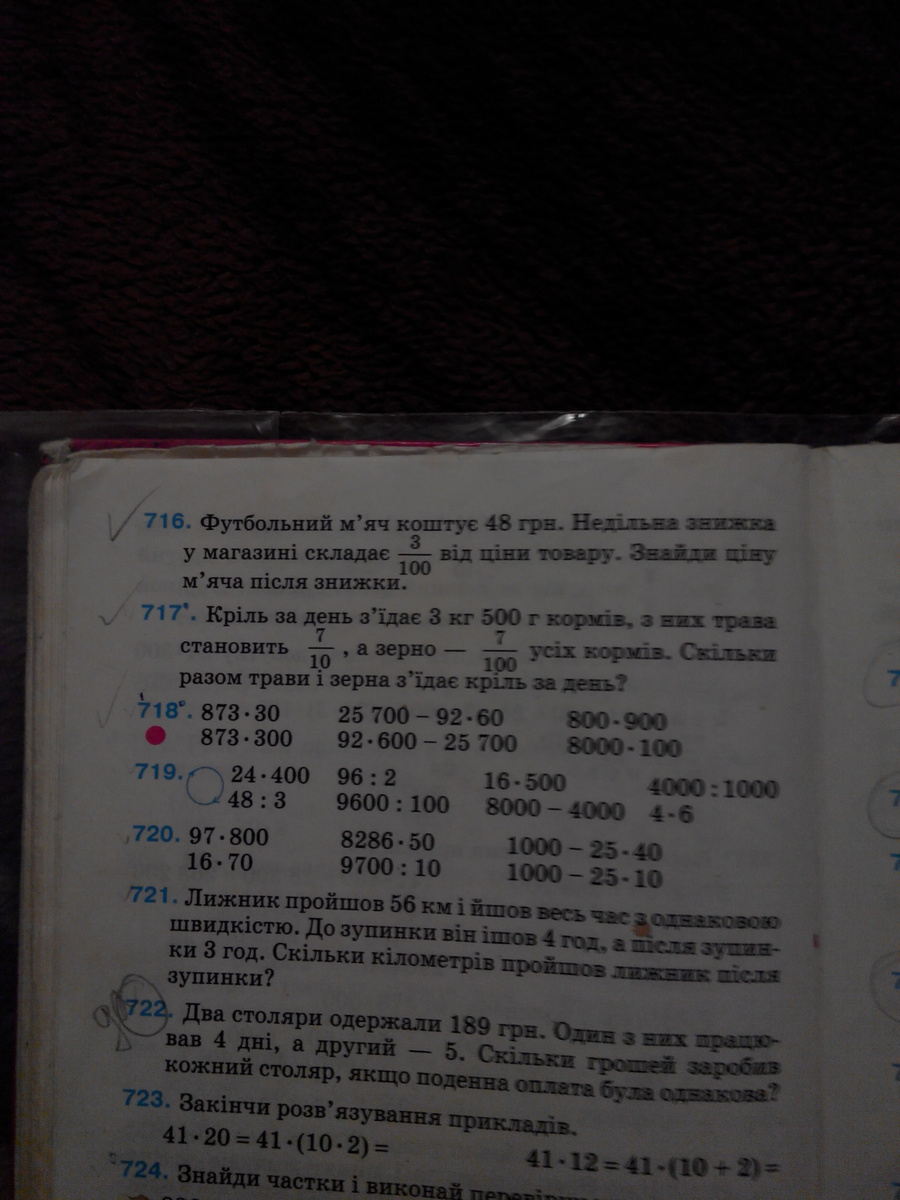 716. Футбольний м'яч коштує 48 грн. Недільна знижка
у магазині складає 3/100 від ціни товару. Знайди ціну
м'яча після знижки.
717*. Кріль за день з'їдає 3 кг 500 г кормів, з них трава
становить 7/10, а зерно — 7/100 усіх кормів. Скільки
разом трави і зерна з'їдає кріль за день?
718°. 873 · 30 25 700 − 92 · 60 800 · 900
873 · 300 92 · 600 − 25 700 8000 · 100
719. 24 · 400 96 : 2 16 · 500 4000 : 1000
48 : 3 9600 : 100 8000 − 4000 4 · 6
720. 97 · 800 8286 · 50 1000 − 25 · 40
16 · 70 9700 : 10 1000 − 25 · 10
721. Лижник пройшов 56 км і йшов весь час з однаковою
швидкістю. До зупинки він ішов 4 год, а після зупин-
ки 3 год. Скільки кілометрів пройшов лижник після
зупинки?
722. Два столяри одержали 189 грн. Один з них працю-
вав 4 дні, а другий — 5. Скільки грошей заробив
кожний столяр, якщо поденна оплата була однакова?
723. Закінчи розв'язування прикладів.
41 · 20 = 41 · (10 · 2) = 41 · 12 = 41 · (10 + 2) =
724. Знайди частки і виконай